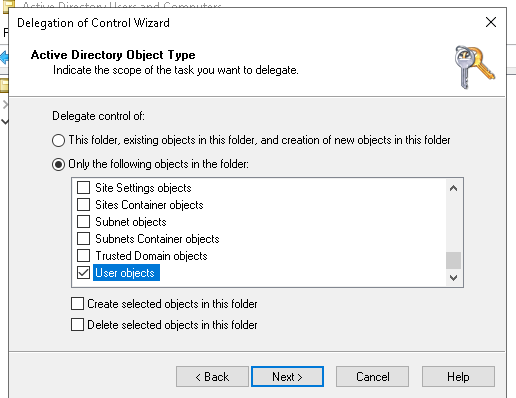 Active Directory Users and Computers
Delegation of Control Wizard
F
Active Directory Object Type
Indicate the scope of the task you want to delegate.
Delegate control of:
This folder, existing objects in this folder, and creation of new objects in this folder
Only the following objects in the folder:
Site Settings objects
Sites Container objects
Subnet objects
Subnets Container objects
Trusted Domain objects
User objects
Create selected objects in this folder
Delete selected objects in this folder
< Back Next > Cancel Help